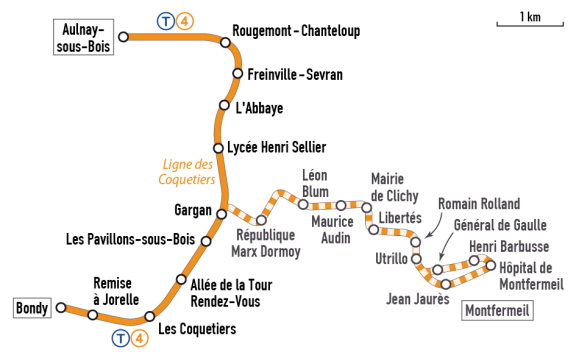 T 4
1 km
Aulnay-
sous-Bois
Rougemont - Chanteloup
Freinville - Sevran
L'Abbaye
Lycée Henri Sellier
Ligne des
Coquetiers
Gargan
Léon
Blum
Mairie
de Clichy
Romain Rolland
Général de Gaulle
République
Marx Dormoy
Maurice
Audin
Libertés
Henri Barbusse
Les Pavillons-sous-Bois
Utrillo
Hôpital de
Montfermeil
Jean Jaurès
Montfermeil
Remise
à Jorelle
Allée de la Tour
Rendez-Vous
Bondy
Les Coquetiers
T 4